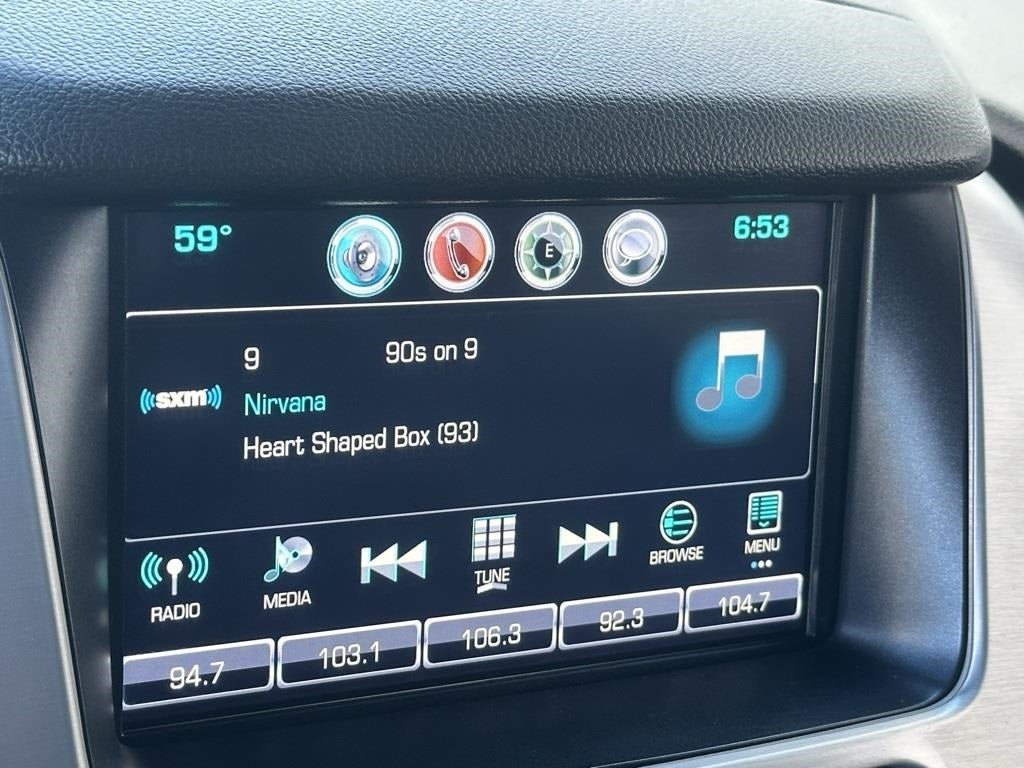 59°
E
6:53
9
90s on 9
sxm
Nirvana
Heart Shaped Box (93)
RADIO
MEDIA
TUNE
BROWSE
MENU
94.7
103.1
106.3
92.3
104.7